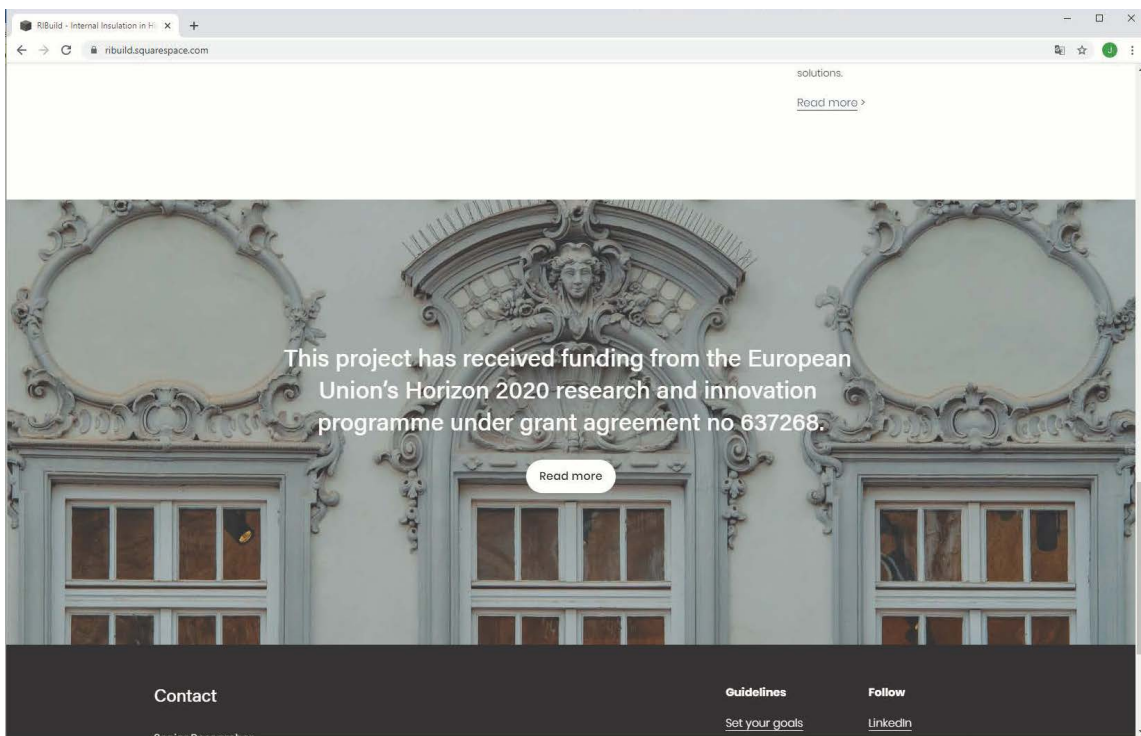 RIBuild - Internal Insulation in Hi
ribuild.squarespace.com
J
solutions.
Read more >
This project has received funding from the European
Union’s Horizon 2020 research and innovation
programme under grant agreement no 637268.
Read more
Contact
Guidelines
Follow
Set your goals
LinkedIn